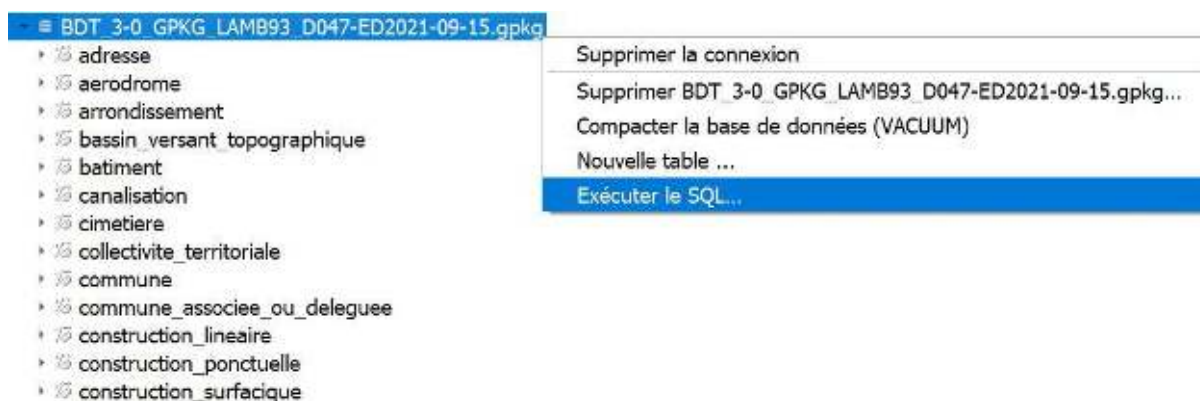 BDT_3-0_GPKG_LAMB93_D047-ED2021-09-15.gpkg
adresse
aerodrome
arrondissement
bassin_versant_topographique
batiment
canalisation
cimetiere
collectivite_territoriale
commune
commune_associee_ou_deleguee
construction_lineaire
construction_ponctuelle
construction_surfacique
Supprimer la connexion
Supprimer BDT_3-0_GPKG_LAMB93_D047-ED2021-09-15.gpkg...
Compacter la base de données (VACUUM)
Nouvelle table ...
Exécuter le SQL...